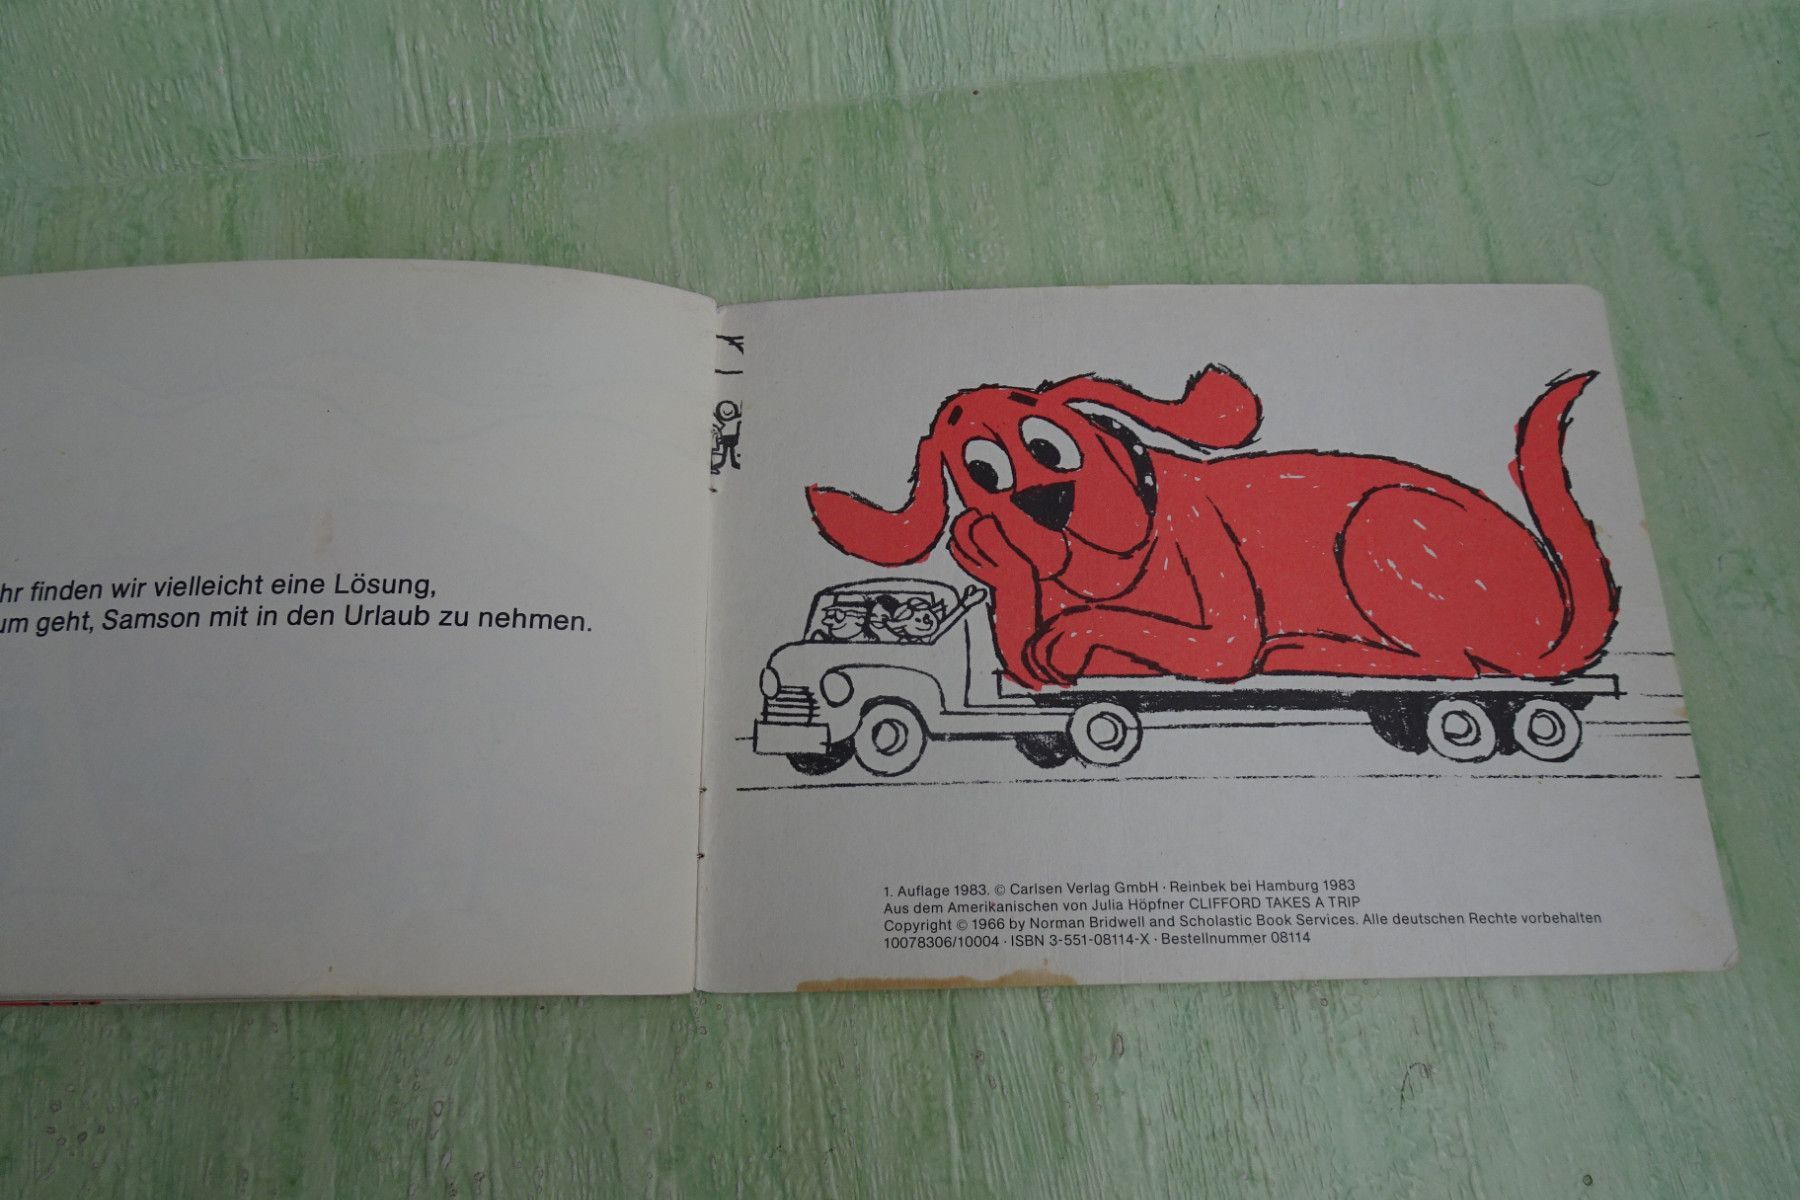 hr finden wir vielleicht eine Lösung,
um geht, Samson mit in den Urlaub zu nehmen.
1. Auflage 1983. © Carlsen Verlag GmbH · Reinbek bei Hamburg 1983
Aus dem Amerikanischen von Julia Höpfner CLIFFORD TAKES A TRIP
Copyright © 1966 by Norman Bridwell and Scholastic Book Services. Alle deutschen Rechte vorbehalten
10078306/10004 · ISBN 3-551-08114-X · Bestellnummer 08114